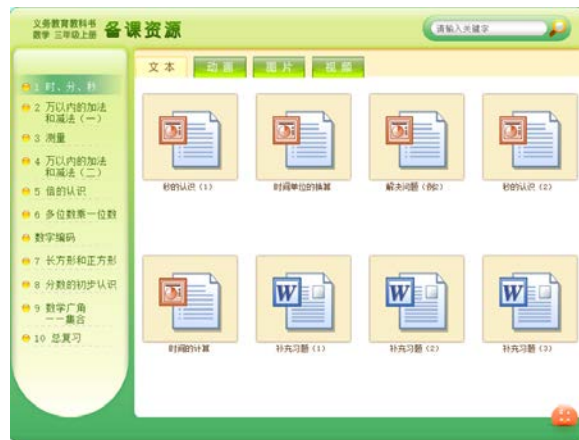 义务教育教科书
数学 三年级上册
备课资源
请输入关键字
文本 动画 图片 视频
1 时、分、秒
2 万以内的加法
和减法（一）
3 测量
4 万以内的加法
和减法（二）
5 倍的认识
6 多位数乘一位数
数字编码
7 长方形和正方形
8 分数的初步认识
9 数学广角
——集合
10 总复习
秒的认识（1） 时间单位的换算 解决问题（例2） 秒的认识（2）
时间的计算 补充习题（1） 补充习题（2） 补充习题（3）